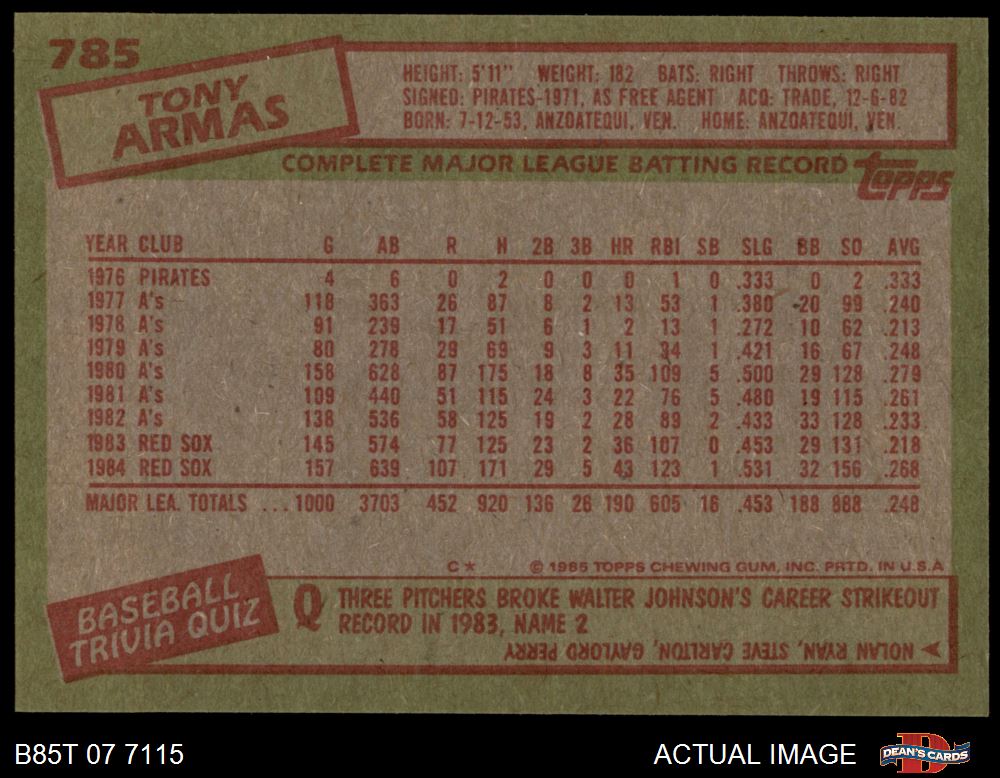 785
TONY
ARMAS
HEIGHT: 5'11" WEIGHT: 182 BATS: RIGHT THROWS: RIGHT
SIGNED: PIRATES-1971, AS FREE AGENT ACQ: TRADE, 12-6-82
BORN: 7-12-53, ANZOATEQUI, VEN. HOME: ANZOATEQUI, VEN.
COMPLETE MAJOR LEAGUE BATTING RECORD topps
YEAR CLUB G AB R H 2B 3B HR RBI SB SLG BB SO AVG
1976 PIRATES 4 6 0 2 0 0 0 1 0 .333 0 2 .333
1977 A's 118 363 26 87 8 2 13 53 1 .380 20 99 .240
1978 A's 91 239 17 51 6 1 2 13 1 .272 10 62 .213
1979 A's 80 278 29 69 9 3 11 34 1 .421 16 67 .248
1980 A's 158 628 87 175 18 8 35 109 5 .500 29 128 .279
1981 A's 109 440 51 115 24 3 22 76 5 .480 19 115 .261
1982 A's 138 536 58 125 19 2 28 89 2 .433 33 128 .233
1983 RED SOX 145 574 77 125 23 2 36 107 0 .453 29 131 .218
1984 RED SOX 157 639 107 171 29 5 43 123 1 .531 32 156 .268
MAJOR LEA. TOTALS ...1000 3703 452 920 136 28 190 605 16 .453 188 888 .248
C* © 1985 TOPPS CHEWING GUM, INC. PRTD. IN U.S.A
BASEBALL
TRIVIA QUIZ
Q THREE PITCHERS BROKE WALTER JOHNSON'S CAREER STRIKEOUT
RECORD IN 1983, NAME 2
NOLAN RYAN, STEVE CARLTON, GAYLORD PERRY
B85T 07 7115 ACTUAL IMAGE D DEAN'S CARDS